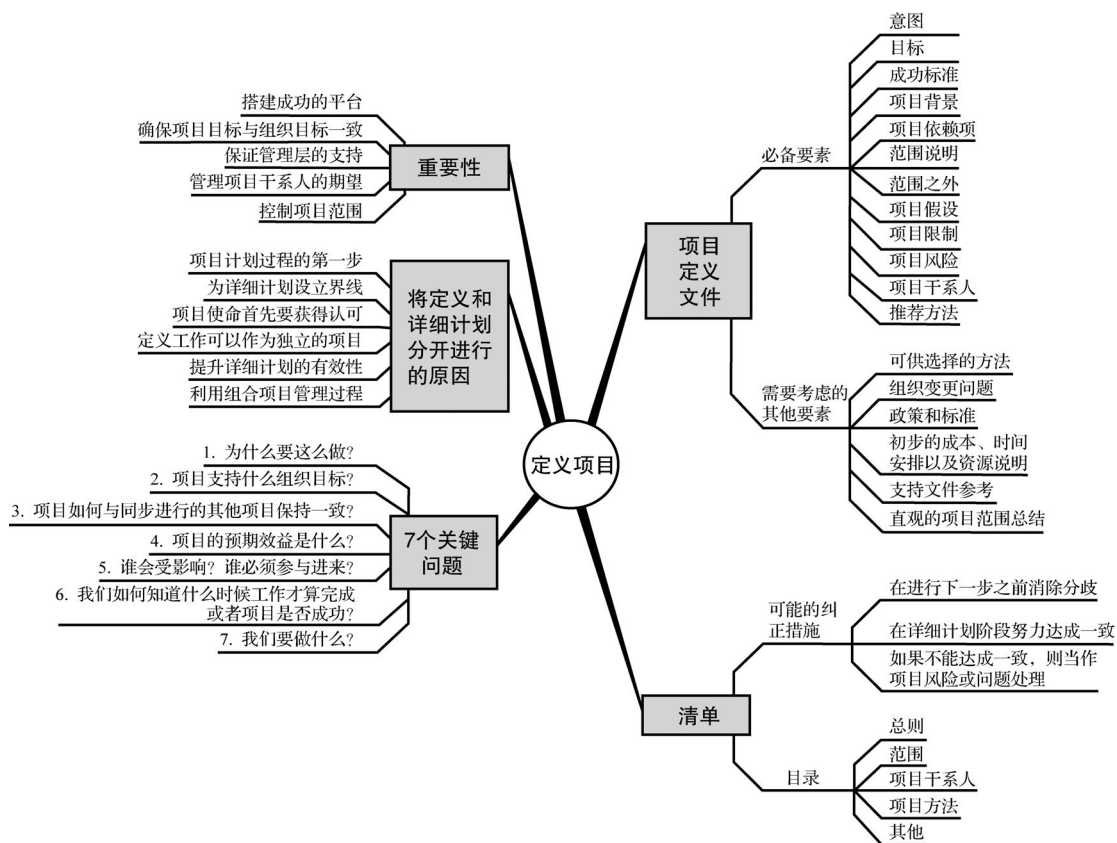 定义项目
重要性
搭建成功的平台
确保项目目标与组织目标一致
保证管理层的支持
管理项目干系人的期望
控制项目范围
将定义和
详细计划
分开进行
的原因
项目计划过程的第一步
为详细计划设立界线
项目使命首先要获得认可
定义工作可以作为独立的项目
提升详细计划的有效性
利用组合项目管理过程
7个关键
问题
1. 为什么要这么做?
2. 项目支持什么组织目标?
3. 项目如何与同步进行的其他项目保持一致?
4. 项目的预期效益是什么?
5. 谁会受影响? 谁必须参与进来?
6. 我们如何知道什么时候工作才算完成
或者项目是否成功?
7. 我们要做什么?
项目
定义
文件
必备要素
意图
目标
成功标准
项目背景
项目依赖项
范围说明
范围之外
项目假设
项目限制
项目风险
项目干系人
推荐方法
需要考虑的
其他要素
可供选择的方法
组织变更问题
政策和标准
初步的成本、时间
安排以及资源说明
支持文件参考
直观的项目范围总结
清单
可能的纠
正措施
在进行下一步之前消除分歧
在详细计划阶段努力达成一致
如果不能达成一致，则当作
项目风险或问题处理
目录
总则
范围
项目干系人
项目方法
其他